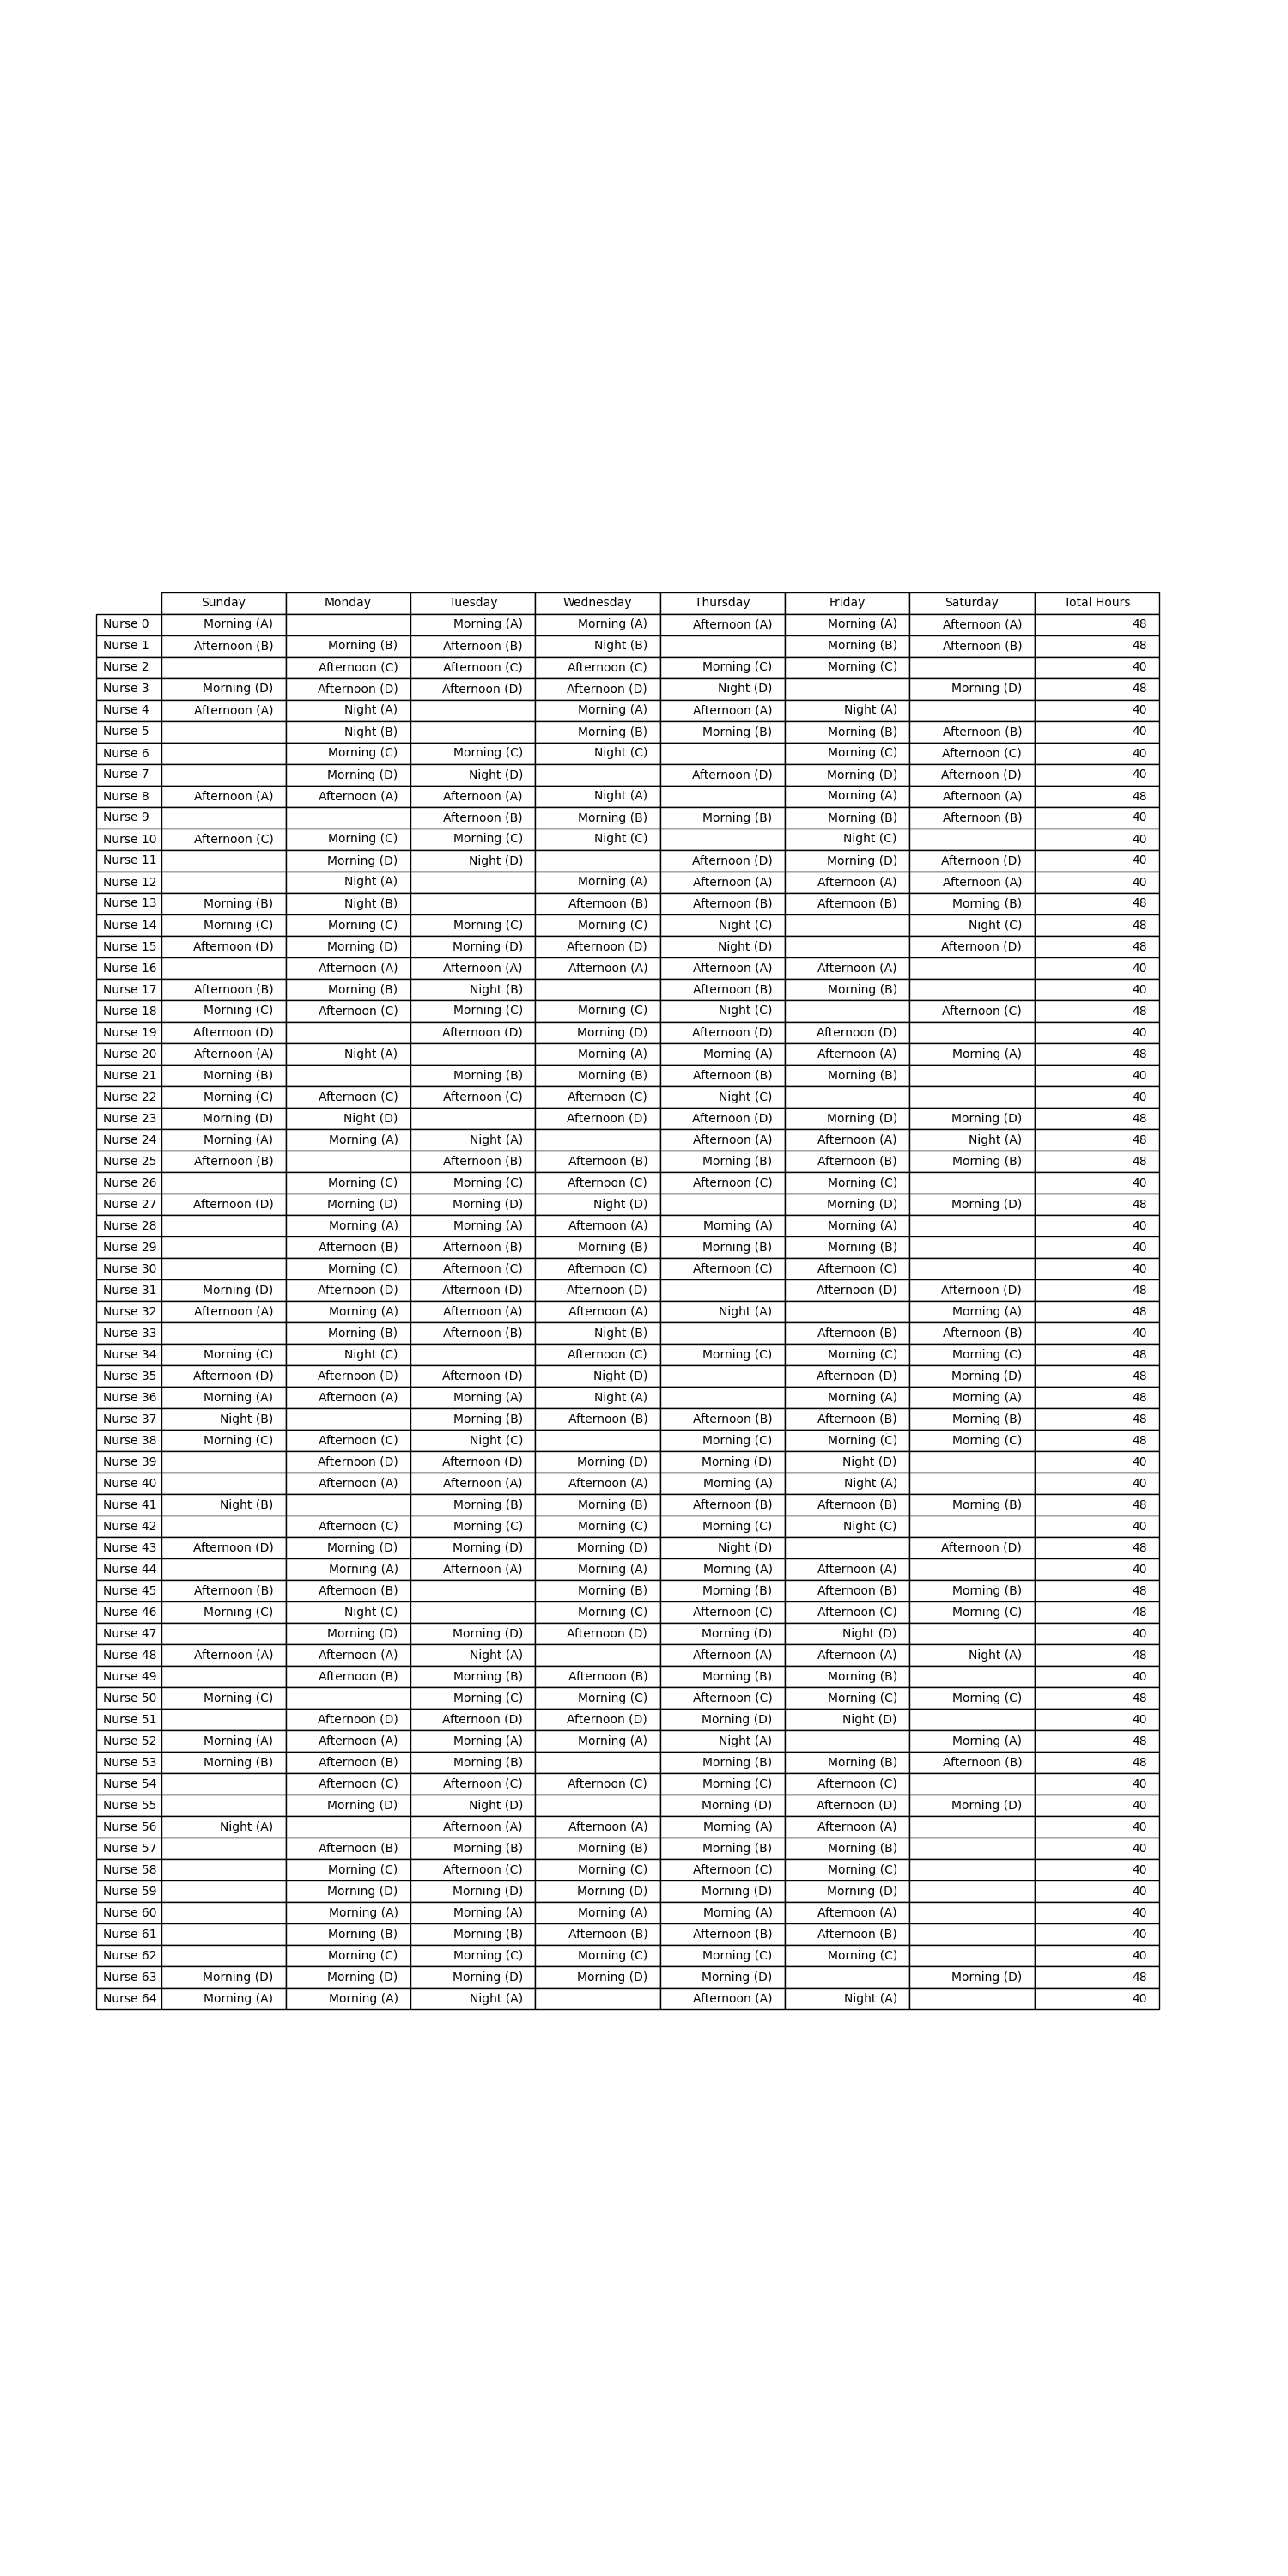 Sunday Monday Tuesday Wednesday Thursday Friday Saturday Total Hours
Nurse 0 Morning (A) Morning (A) Morning (A) Afternoon (A) Morning (A) Afternoon (A) 48
Nurse 1 Afternoon (B) Morning (B) Afternoon (B) Night (B) Morning (B) Afternoon (B) 48
Nurse 2 Afternoon (C) Afternoon (C) Afternoon (C) Morning (C) Morning (C) 40
Nurse 3 Morning (D) Afternoon (D) Afternoon (D) Afternoon (D) Night (D) Morning (D) 48
Nurse 4 Afternoon (A) Night (A) Morning (A) Afternoon (A) Night (A) 40
Nurse 5 Night (B) Morning (B) Morning (B) Morning (B) Afternoon (B) 40
Nurse 6 Morning (C) Morning (C) Night (C) Morning (C) Afternoon (C) 40
Nurse 7 Morning (D) Night (D) Afternoon (D) Morning (D) Afternoon (D) 40
Nurse 8 Afternoon (A) Afternoon (A) Afternoon (A) Night (A) Morning (A) Afternoon (A) 48
Nurse 9 Afternoon (B) Morning (B) Morning (B) Morning (B) Afternoon (B) 40
Nurse 10 Afternoon (C) Morning (C) Morning (C) Night (C) Night (C) 40
Nurse 11 Morning (D) Night (D) Afternoon (D) Morning (D) Afternoon (D) 40
Nurse 12 Night (A) Morning (A) Afternoon (A) Afternoon (A) Afternoon (A) 40
Nurse 13 Morning (B) Night (B) Afternoon (B) Afternoon (B) Afternoon (B) Morning (B) 48
Nurse 14 Morning (C) Morning (C) Morning (C) Morning (C) Night (C) Night (C) 48
Nurse 15 Afternoon (D) Morning (D) Morning (D) Afternoon (D) Night (D) Afternoon (D) 48
Nurse 16 Afternoon (A) Afternoon (A) Afternoon (A) Afternoon (A) Afternoon (A) 40
Nurse 17 Afternoon (B) Morning (B) Night (B) Afternoon (B) Morning (B) 40
Nurse 18 Morning (C) Afternoon (C) Morning (C) Morning (C) Night (C) Afternoon (C) 48
Nurse 19 Afternoon (D) Afternoon (D) Morning (D) Afternoon (D) Afternoon (D) 40
Nurse 20 Afternoon (A) Night (A) Morning (A) Morning (A) Afternoon (A) Morning (A) 48
Nurse 21 Morning (B) Morning (B) Morning (B) Afternoon (B) Morning (B) 40
Nurse 22 Morning (C) Afternoon (C) Afternoon (C) Afternoon (C) Night (C) 40
Nurse 23 Morning (D) Night (D) Afternoon (D) Afternoon (D) Morning (D) Morning (D) 48
Nurse 24 Morning (A) Morning (A) Night (A) Afternoon (A) Afternoon (A) Night (A) 48
Nurse 25 Afternoon (B) Afternoon (B) Afternoon (B) Morning (B) Afternoon (B) Morning (B) 48
Nurse 26 Morning (C) Morning (C) Afternoon (C) Afternoon (C) Morning (C) 40
Nurse 27 Afternoon (D) Morning (D) Morning (D) Night (D) Morning (D) Morning (D) 48
Nurse 28 Morning (A) Morning (A) Afternoon (A) Morning (A) Morning (A) 40
Nurse 29 Afternoon (B) Afternoon (B) Morning (B) Morning (B) Morning (B) 40
Nurse 30 Morning (C) Afternoon (C) Afternoon (C) Afternoon (C) Afternoon (C) 40
Nurse 31 Morning (D) Afternoon (D) Afternoon (D) Afternoon (D) Afternoon (D) Afternoon (D) 48
Nurse 32 Afternoon (A) Morning (A) Afternoon (A) Afternoon (A) Night (A) Morning (A) 48
Nurse 33 Morning (B) Afternoon (B) Night (B) Afternoon (B) Afternoon (B) 40
Nurse 34 Morning (C) Night (C) Afternoon (C) Morning (C) Morning (C) Morning (C) 48
Nurse 35 Afternoon (D) Afternoon (D) Afternoon (D) Night (D) Afternoon (D) Morning (D) 48
Nurse 36 Morning (A) Afternoon (A) Morning (A) Night (A) Morning (A) Morning (A) 48
Nurse 37 Night (B) Morning (B) Afternoon (B) Afternoon (B) Afternoon (B) Morning (B) 48
Nurse 38 Morning (C) Afternoon (C) Night (C) Morning (C) Morning (C) Morning (C) 48
Nurse 39 Afternoon (D) Afternoon (D) Morning (D) Morning (D) Night (D) 40
Nurse 40 Afternoon (A) Afternoon (A) Afternoon (A) Morning (A) Night (A) 40
Nurse 41 Night (B) Morning (B) Morning (B) Afternoon (B) Afternoon (B) Morning (B) 48
Nurse 42 Afternoon (C) Morning (C) Morning (C) Morning (C) Night (C) 40
Nurse 43 Afternoon (D) Morning (D) Morning (D) Morning (D) Night (D) Afternoon (D) 48
Nurse 44 Morning (A) Afternoon (A) Morning (A) Morning (A) Afternoon (A) 40
Nurse 45 Afternoon (B) Afternoon (B) Morning (B) Morning (B) Afternoon (B) Morning (B) 48
Nurse 46 Morning (C) Night (C) Morning (C) Afternoon (C) Afternoon (C) Morning (C) 48
Nurse 47 Morning (D) Morning (D) Afternoon (D) Morning (D) Night (D) 40
Nurse 48 Afternoon (A) Afternoon (A) Night (A) Afternoon (A) Afternoon (A) Night (A) 48
Nurse 49 Afternoon (B) Morning (B) Afternoon (B) Morning (B) Morning (B) 40
Nurse 50 Morning (C) Morning (C) Morning (C) Afternoon (C) Morning (C) Morning (C) 48
Nurse 51 Afternoon (D) Afternoon (D) Afternoon (D) Morning (D) Night (D) 40
Nurse 52 Morning (A) Afternoon (A) Morning (A) Morning (A) Night (A) Morning (A) 48
Nurse 53 Morning (B) Afternoon (B) Morning (B) Morning (B) Morning (B) Afternoon (B) 48
Nurse 54 Afternoon (C) Afternoon (C) Afternoon (C) Morning (C) Afternoon (C) 40
Nurse 55 Morning (D) Night (D) Morning (D) Afternoon (D) Morning (D) 40
Nurse 56 Night (A) Afternoon (A) Afternoon (A) Morning (A) Afternoon (A) 40
Nurse 57 Afternoon (B) Morning (B) Morning (B) Morning (B) Morning (B) 40
Nurse 58 Morning (C) Afternoon (C) Morning (C) Afternoon (C) Morning (C) 40
Nurse 59 Morning (D) Morning (D) Morning (D) Morning (D) Morning (D) 40
Nurse 60 Morning (A) Morning (A) Morning (A) Morning (A) Afternoon (A) 40
Nurse 61 Morning (B) Morning (B) Afternoon (B) Afternoon (B) Afternoon (B) 40
Nurse 62 Morning (C) Morning (C) Morning (C) Morning (C) Morning (C) 40
Nurse 63 Morning (D) Morning (D) Morning (D) Morning (D) Morning (D) Morning (D) 48
Nurse 64 Morning (A) Morning (A) Night (A) Afternoon (A) Night (A) 40